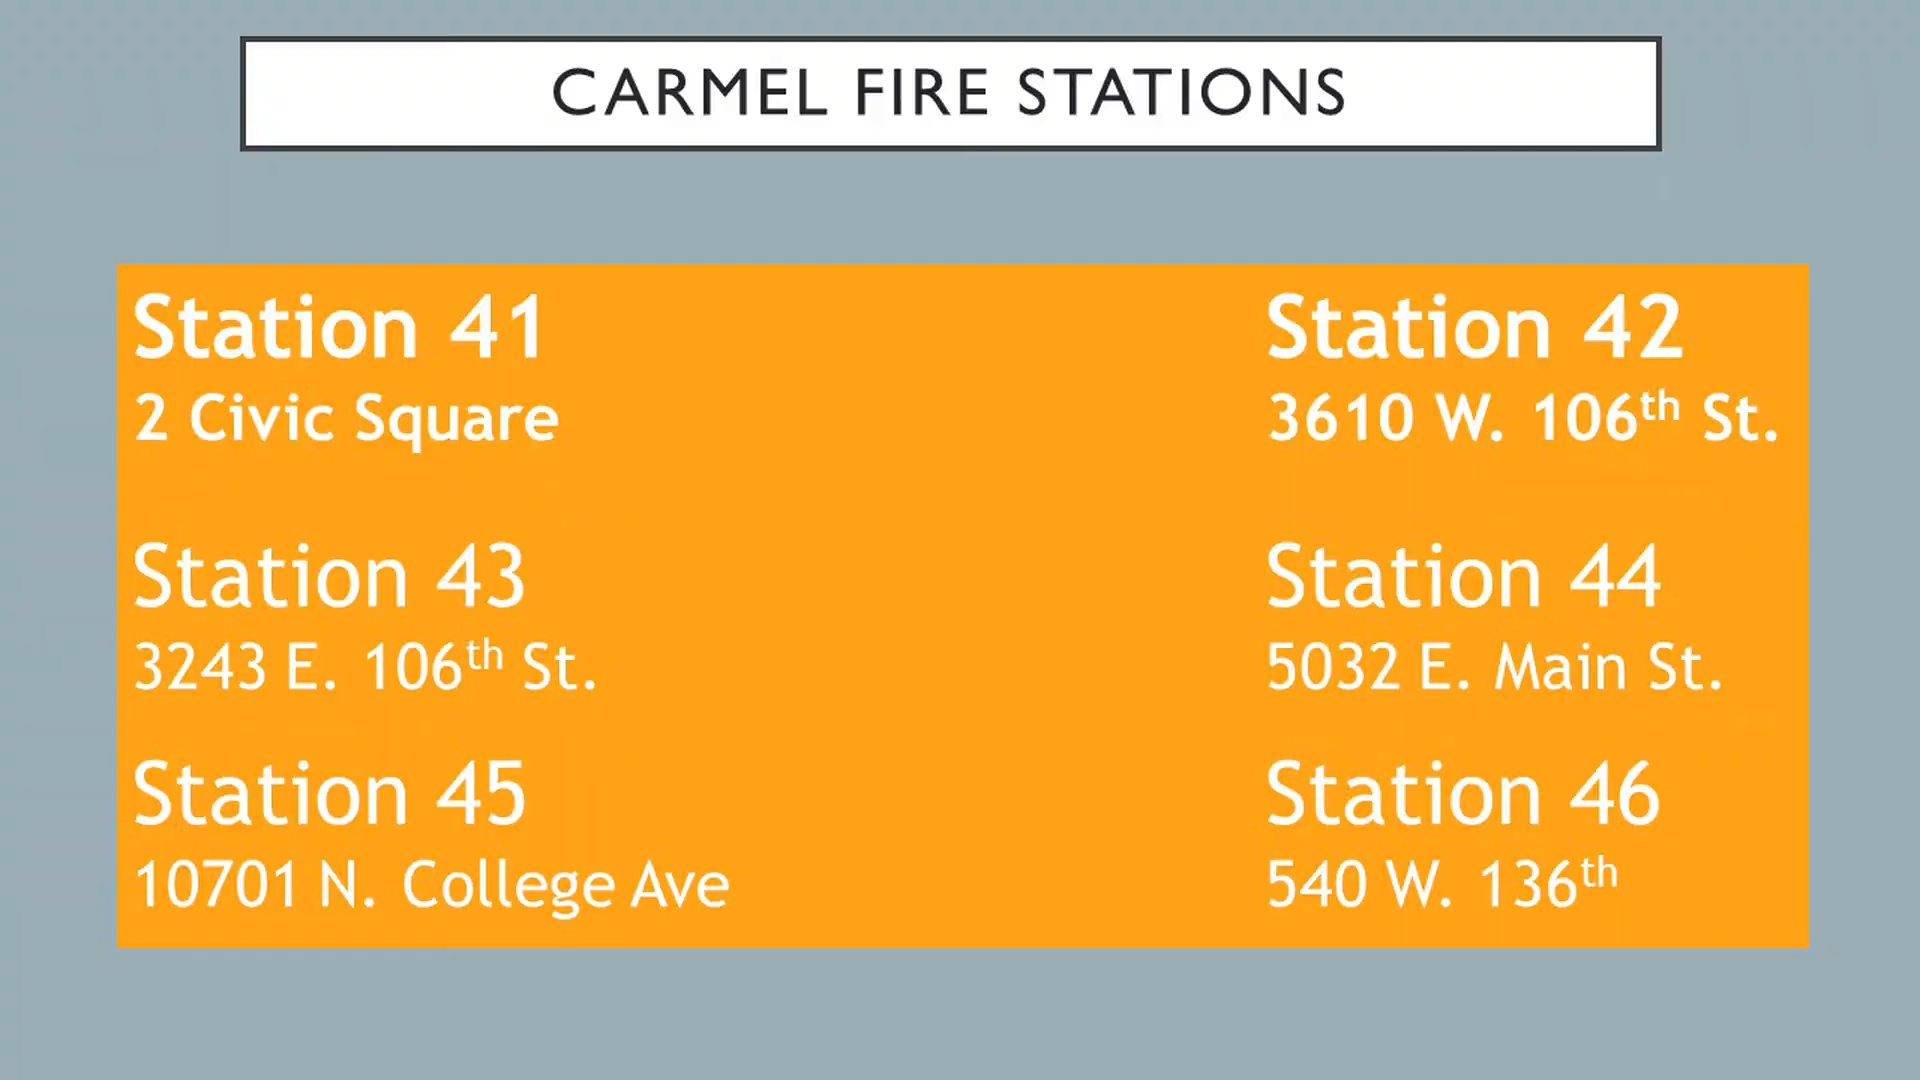 CARMEL FIRE STATIONS
Station 41
2 Civic Square
Station 42
3610 W. 106th St.
Station 43
3243 E. 106th St.
Station 44
5032 E. Main St.
Station 45
10701 N. College Ave
Station 46
540 W. 136th